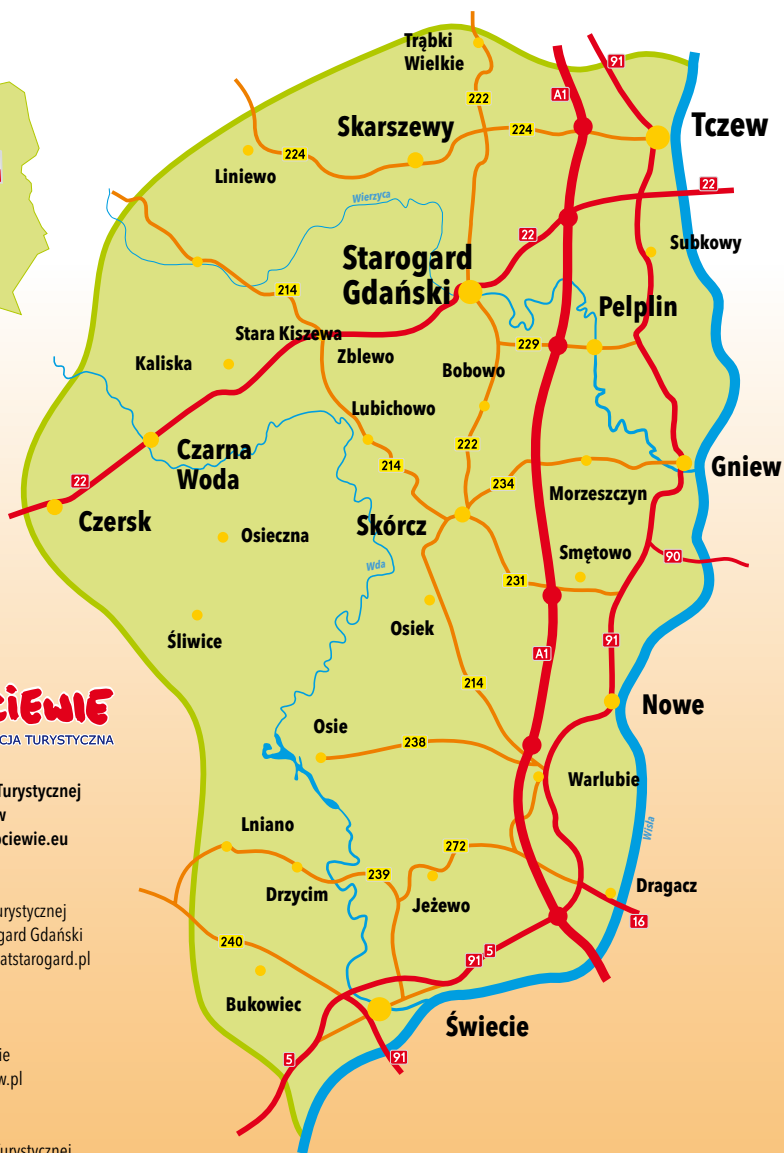 Trąbki
Wielkie
91
A1
222
Tczew
Skarszewy
224
224
Liniewo
22
Wierzyca
22
Subkowy
Starogard
Gdański
214
Pelplin
Stara Kiszewa
229
Zblewo
Kaliska
Bobowo
Lubichowo
222
Czarna
Woda
214
Gniew
22
234
Morzeszczyn
Czersk
Skórcz
Osieczna
Smętowo
90
Wda
231
Osiek
Śliwice
91
A1
214
CIEWIE
CJA TURYSTYCZNA
Nowe
Osie
238
Turystycznej
w
ociewie.eu
Warlubie
Wisła
Lniano
272
Drzycim
239
Jeżewo
Dragacz
urystycznej
ogard Gdański
atstarogard.pl
16
240
5
91
Bukowiec
Świecie
ie
w.pl
5
91
Turystycznej